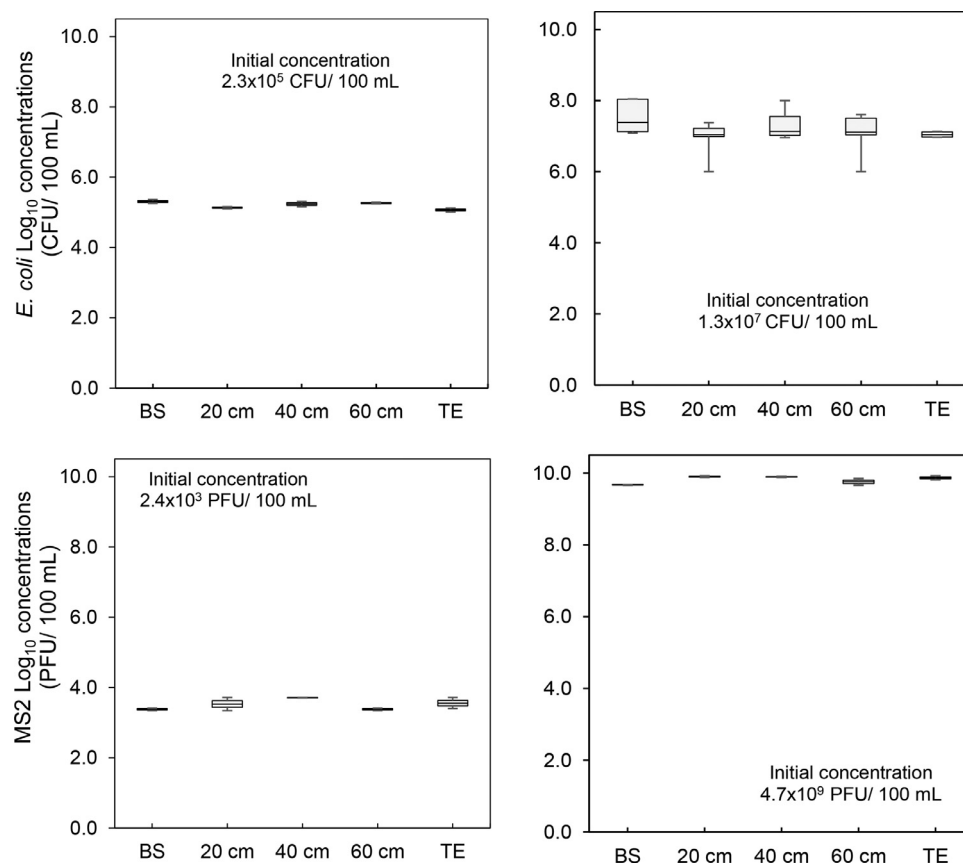 E. coli Log₁₀ concentrations
(CFU/ 100 mL)
10.0
8.0
6.0
4.0
2.0
0.0
Initial concentration
2.3x10⁵ CFU/ 100 mL
BS 20 cm 40 cm 60 cm TE
10.0
8.0
6.0
4.0
2.0
0.0
Initial concentration
1.3x10⁷ CFU/ 100 mL
BS 20 cm 40 cm 60 cm TE
MS2 Log₁₀ concentrations
(PFU/ 100 mL)
10.0
8.0
6.0
4.0
2.0
0.0
Initial concentration
2.4x10³ PFU/ 100 mL
BS 20 cm 40 cm 60 cm TE
10.0
8.0
6.0
4.0
2.0
0.0
Initial concentration
4.7x10⁹ PFU/ 100 mL
BS 20 cm 40 cm 60 cm TE